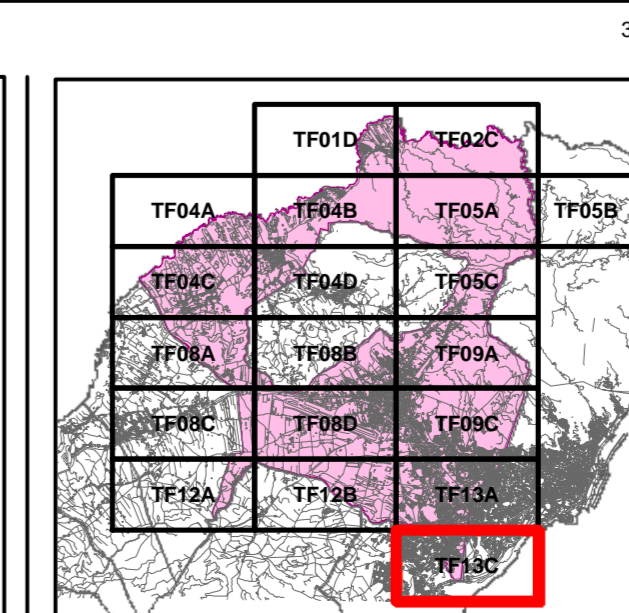 3
TF01D TF02C
TF04A TF04B TF05A TF05B
TF04C TF04D TF05C
TF08A TF08B TF09A
TF08C TF08D TF09C
TF12A TF12B TF13A
TF13C